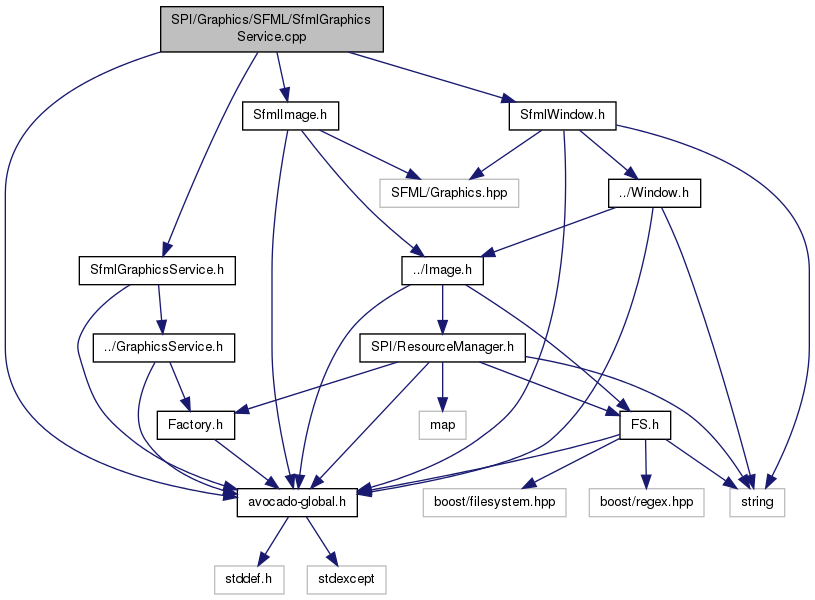 SPI/Graphics/SFML/SfmlGraphics
Service.cpp
SfmlImage.h
SfmlWindow.h
SFML/Graphics.hpp
../Window.h
SfmlGraphicsService.h
../Image.h
../GraphicsService.h
SPI/ResourceManager.h
Factory.h
map
FS.h
avocado-global.h
boost/filesystem.hpp
boost/regex.hpp
string
stddef.h
stdexcept